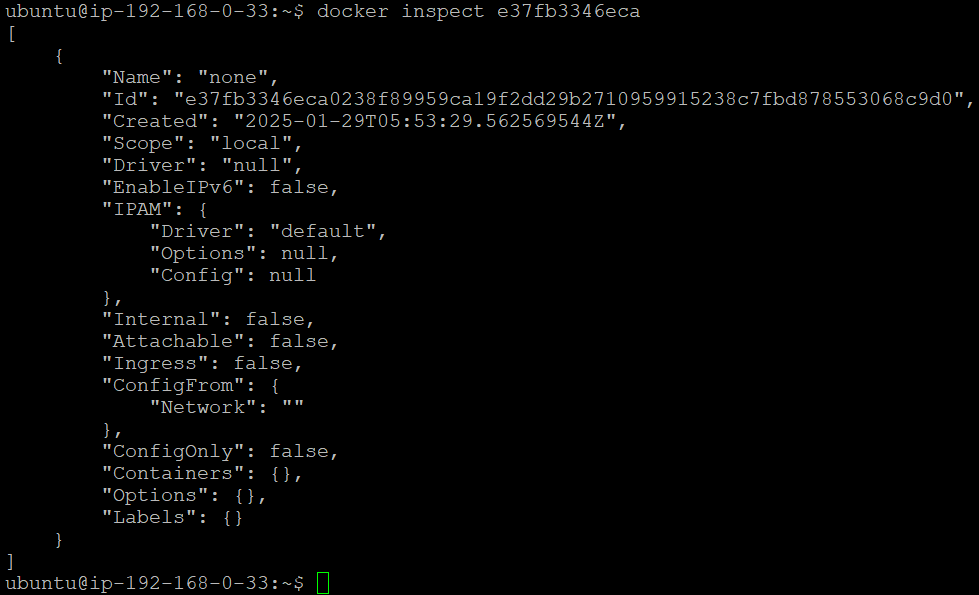 ubuntu@ip-192-168-0-33:~$ docker inspect e37fb3346eca
[
    {
        "Name": "none",
        "Id": "e37fb3346eca0238f89959ca19f2dd29b2710959915238c7fbd878553068c9d0",
        "Created": "2025-01-29T05:53:29.562569544Z",
        "Scope": "local",
        "Driver": "null",
        "EnableIPv6": false,
        "IPAM": {
            "Driver": "default",
            "Options": null,
            "Config": null
        },
        "Internal": false,
        "Attachable": false,
        "Ingress": false,
        "ConfigFrom": {
            "Network": ""
        },
        "ConfigOnly": false,
        "Containers": {},
        "Options": {},
        "Labels": {}
    }
]
ubuntu@ip-192-168-0-33:~$